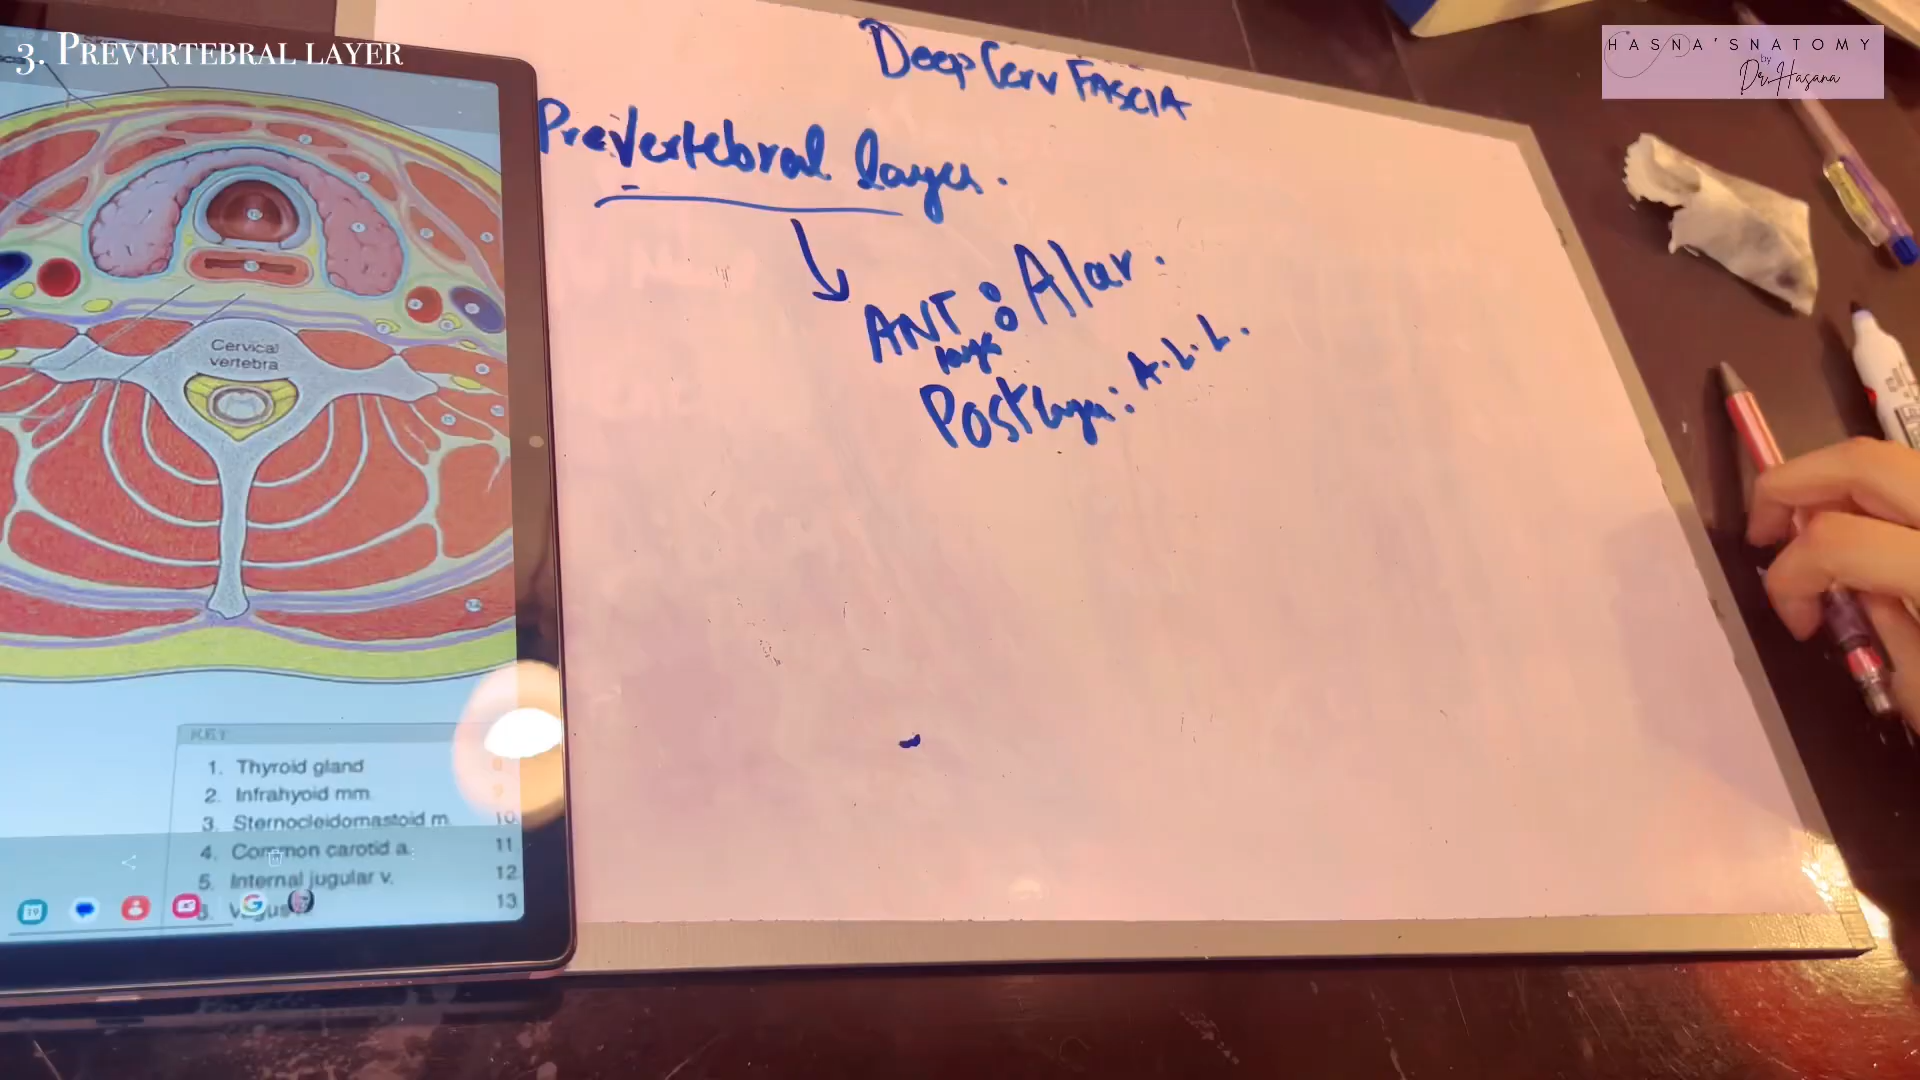 3. PREVERTEBRAL LAYER
HASNA'SNATOMY
by
Dr.Hasana
Deep Cerv FASCIA
Prevertebral layer.
ANT layer : Alar.
Post layer : A.L.L.
Cervical
vertebra
KEY
1. Thyroid gland
2. Infrahyoid mm.
3. Sternocleidomastoid m. 10
4. Common carotid a. 11
5. Internal jugular v. 12
13
19
G